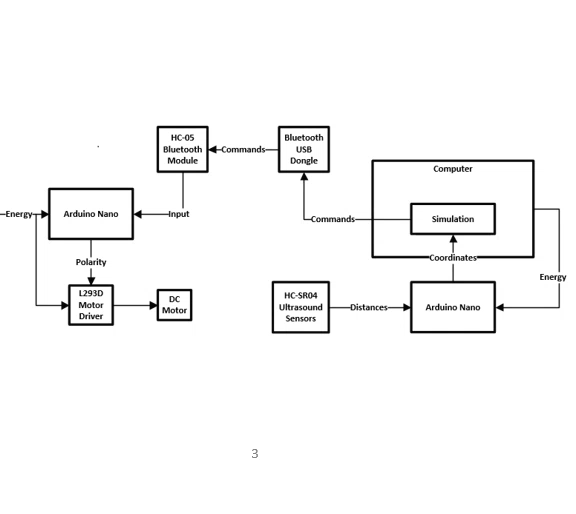 HC-05
Bluetooth
Module
Commands
Bluetooth
USB
Dongle
Computer
Energy
Arduino Nano
Input
Commands
Simulation
Polarity
Coordinates
Energy
L293D
Motor
Driver
DC
Motor
HC-SR04
Ultrasound
Sensors
Distances
Arduino Nano
3